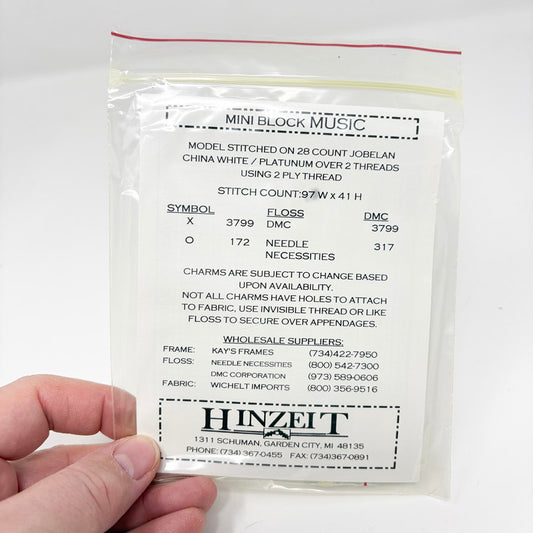 MINI BLOCK MUSIC
MODEL STITCHED ON 28 COUNT JOBELAN
CHINA WHITE / PLATUNUM OVER 2 THREADS
USING 2 PLY THREAD
STITCH COUNT:97 W x 41 H
SYMBOL FLOSS DMC
X 3799 DMC 3799
O 172 NEEDLE NECESSITIES 317
CHARMS ARE SUBJECT TO CHANGE BASED
UPON AVAILABILITY.
NOT ALL CHARMS HAVE HOLES TO ATTACH
TO FABRIC, USE INVISIBLE THREAD OR LIKE
FLOSS TO SECURE OVER APPENDAGES.
WHOLESALE SUPPLIERS:
FRAME: KAY'S FRAMES (734)422-7950
FLOSS: NEEDLE NECESSITIES (800) 542-7300
DMC CORPORATION (973) 589-0606
FABRIC: WICHELT IMPORTS (800) 356-9516
HINZEIT
1311 SCHUMAN, GARDEN CITY, MI 48135
PHONE: (734) 367-0455 FAX: (734)367-0891